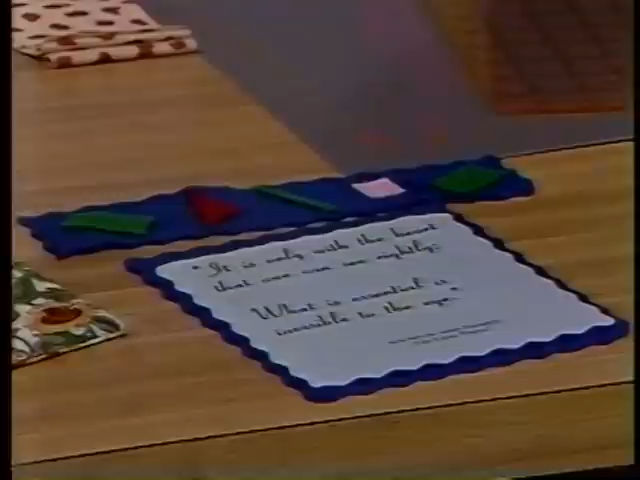 "It is only with the heart
that one can see rightly;
What is essential is
invisible to the eye."